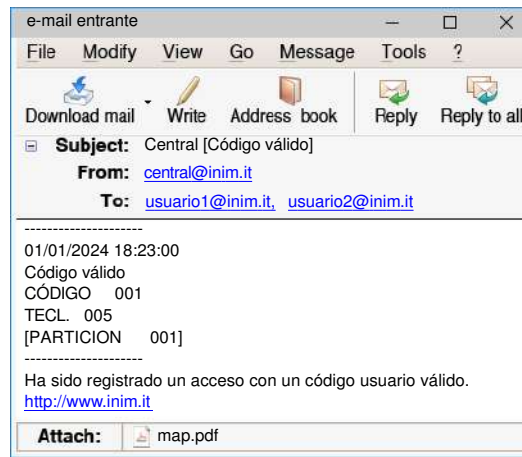 e-mail entrante
File Modify View Go Message Tools ?
Download mail Write Address book Reply Reply to all
Subject: Central [Código válido]
From: central@inim.it
To: usuario1@inim.it, usuario2@inim.it
---------------------
01/01/2024 18:23:00
Código válido
CÓDIGO 001
TECL. 005
[PARTICION 001]
---------------------
Ha sido registrado un acceso con un código usuario válido.
http://www.inim.it
Attach: map.pdf